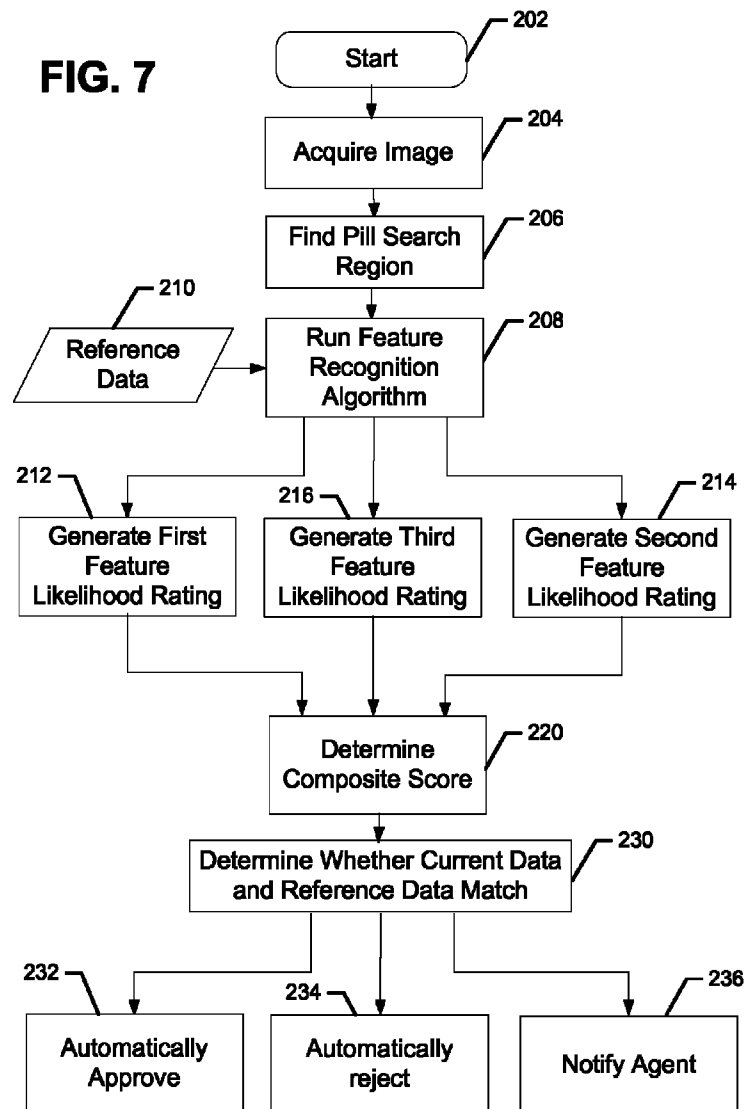 FIG. 7
202
Start
204
Acquire Image
206
Find Pill Search
Region
210
Reference
Data
208
Run Feature
Recognition
Algorithm
212
Generate First
Feature
Likelihood Rating
216
Generate Third
Feature
Likelihood Rating
214
Generate Second
Feature
Likelihood Rating
220
Determine
Composite Score
230
Determine Whether Current Data
and Reference Data Match
232
Automatically
Approve
234
Automatically
reject
236
Notify Agent